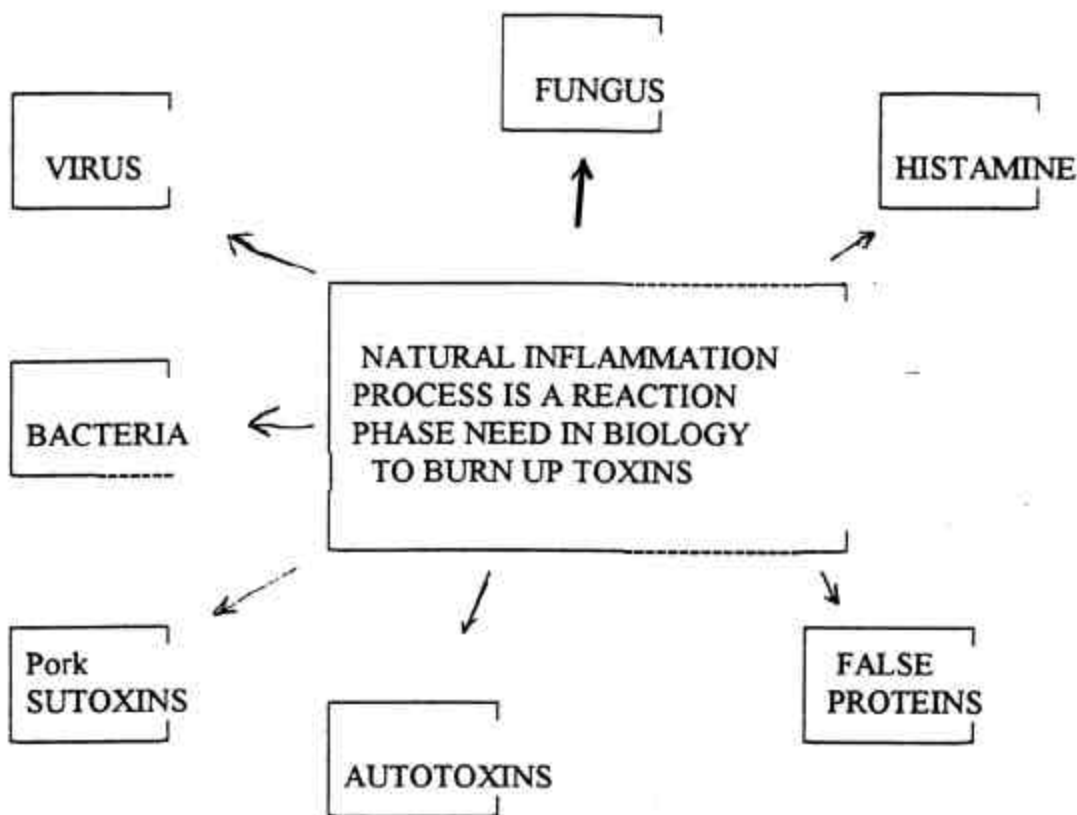 FUNGUS
VIRUS
HISTAMINE
NATURAL INFLAMMATION
PROCESS IS A REACTION
PHASE NEED IN BIOLOGY
TO BURN UP TOXINS
BACTERIA
Pork
SUTOXINS
AUTOTOXINS
FALSE
PROTEINS